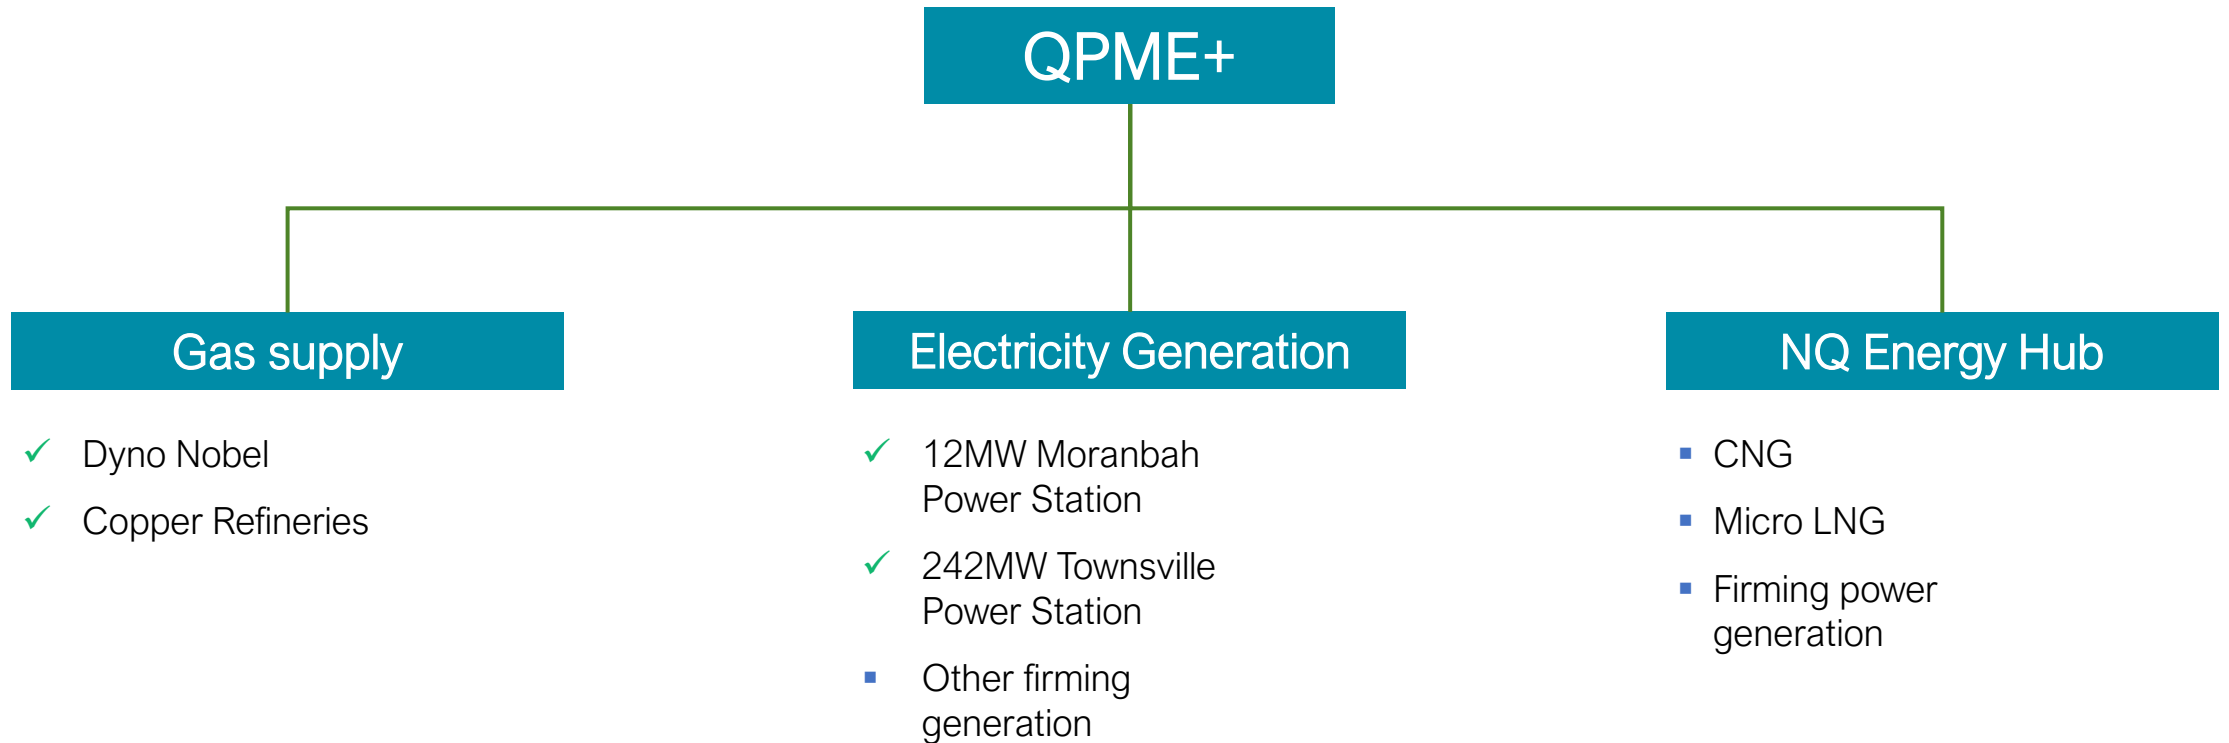 QPME+
Gas supply
✓ Dyno Nobel
✓ Copper Refineries
Electricity Generation
✓ 12MW Moranbah
Power Station
✓ 242MW Townsville
Power Station
▪ Other firming
generation
NQ Energy Hub
▪ CNG
▪ Micro LNG
▪ Firming power
generation